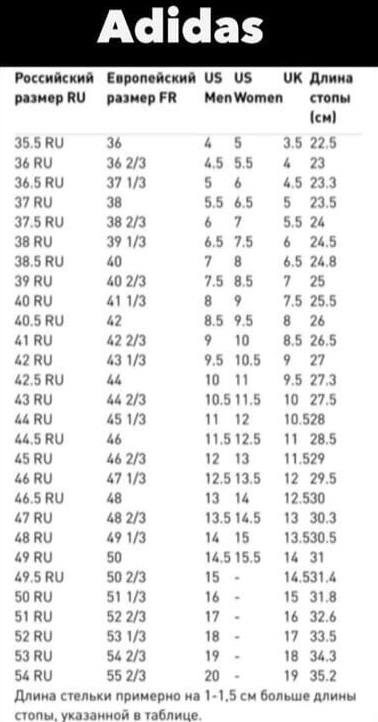 Adidas
Российский Европейский US US UK Длина
размер RU размер FR Men Women стопы
(см)
35.5 RU 36 4 5 3.5 22.5
36 RU 36 2/3 4.5 5.5 4 23
36.5 RU 37 1/3 5 6 4.5 23.3
37 RU 38 5.5 6.5 5 23.5
37.5 RU 38 2/3 6 7 5.5 24
38 RU 39 1/3 6.5 7.5 6 24.5
38.5 RU 40 7 8 6.5 24.8
39 RU 40 2/3 7.5 8.5 7 25
40 RU 41 1/3 8 9 7.5 25.5
40.5 RU 42 8.5 9.5 8 26
41 RU 42 2/3 9 10 8.5 26.5
42 RU 43 1/3 9.5 10.5 9 27
42.5 RU 44 10 11 9.5 27.3
43 RU 44 2/3 10.5 11.5 10 27.5
44 RU 45 1/3 11 12 10.5 28
44.5 RU 46 11.5 12.5 11 28.5
45 RU 46 2/3 12 13 11.5 29
46 RU 47 1/3 12.5 13.5 12 29.5
46.5 RU 48 13 14 12.5 30
47 RU 48 2/3 13.5 14.5 13 30.3
48 RU 49 1/3 14 15 13.5 30.5
49 RU 50 14.5 15.5 14 31
49.5 RU 50 2/3 15 - 14.5 31.4
50 RU 51 1/3 16 - 15 31.8
51 RU 52 2/3 17 - 16 32.6
52 RU 53 1/3 18 - 17 33.5
53 RU 54 2/3 19 - 18 34.3
54 RU 55 2/3 20 - 19 35.2
Длина стельки примерно на 1-1,5 см больше длины
стопы, указанной в таблице.